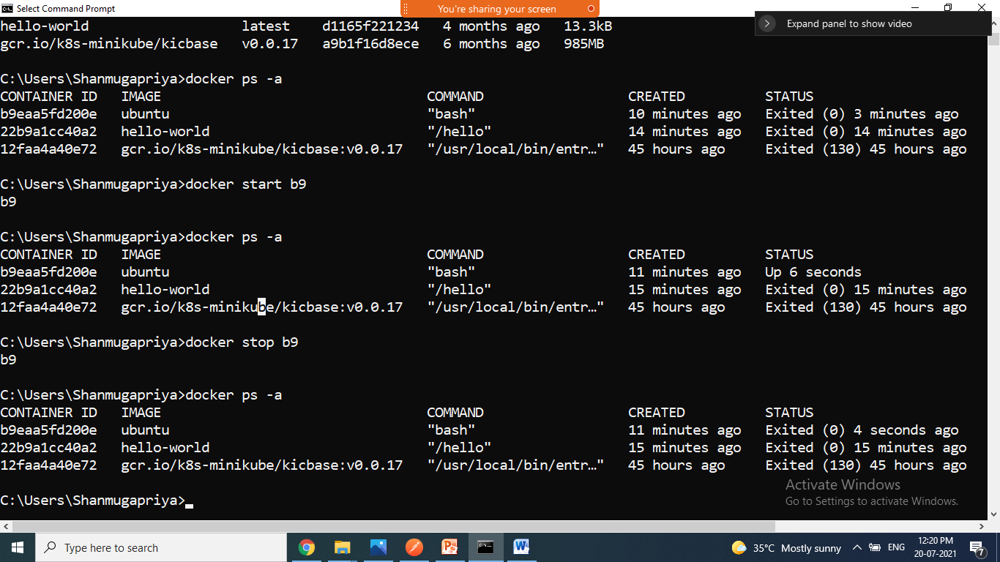 Select Command Prompt
You're sharing your screen
Expand panel to show video
hello-world latest d1165f221234 4 months ago 13.3kB
gcr.io/k8s-minikube/kicbase v0.0.17 a9b1f16d8ece 6 months ago 985MB
C:\Users\Shanmugapriya>docker ps -a
CONTAINER ID IMAGE COMMAND CREATED STATUS
b9eaa5fd200e ubuntu "bash" 10 minutes ago Exited (0) 3 minutes ago
22b9a1cc40a2 hello-world "/hello" 14 minutes ago Exited (0) 14 minutes ago
12faa4a40e72 gcr.io/k8s-minikube/kicbase:v0.0.17 "/usr/local/bin/entr…" 45 hours ago Exited (130) 45 hours ago
C:\Users\Shanmugapriya>docker start b9
b9
C:\Users\Shanmugapriya>docker ps -a
CONTAINER ID IMAGE COMMAND CREATED STATUS
b9eaa5fd200e ubuntu "bash" 11 minutes ago Up 6 seconds
22b9a1cc40a2 hello-world "/hello" 15 minutes ago Exited (0) 15 minutes ago
12faa4a40e72 gcr.io/k8s-minikube/kicbase:v0.0.17 "/usr/local/bin/entr…" 45 hours ago Exited (130) 45 hours ago
C:\Users\Shanmugapriya>docker stop b9
b9
C:\Users\Shanmugapriya>docker ps -a
CONTAINER ID IMAGE COMMAND CREATED STATUS
b9eaa5fd200e ubuntu "bash" 11 minutes ago Exited (0) 4 seconds ago
22b9a1cc40a2 hello-world "/hello" 15 minutes ago Exited (0) 15 minutes ago
12faa4a40e72 gcr.io/k8s-minikube/kicbase:v0.0.17 "/usr/local/bin/entr…" 45 hours ago Exited (130) 45 hours ago
C:\Users\Shanmugapriya>
Activate Windows
Go to Settings to activate Windows.
Type here to search
35°C Mostly sunny
ENG
12:20 PM
20-07-2021
7